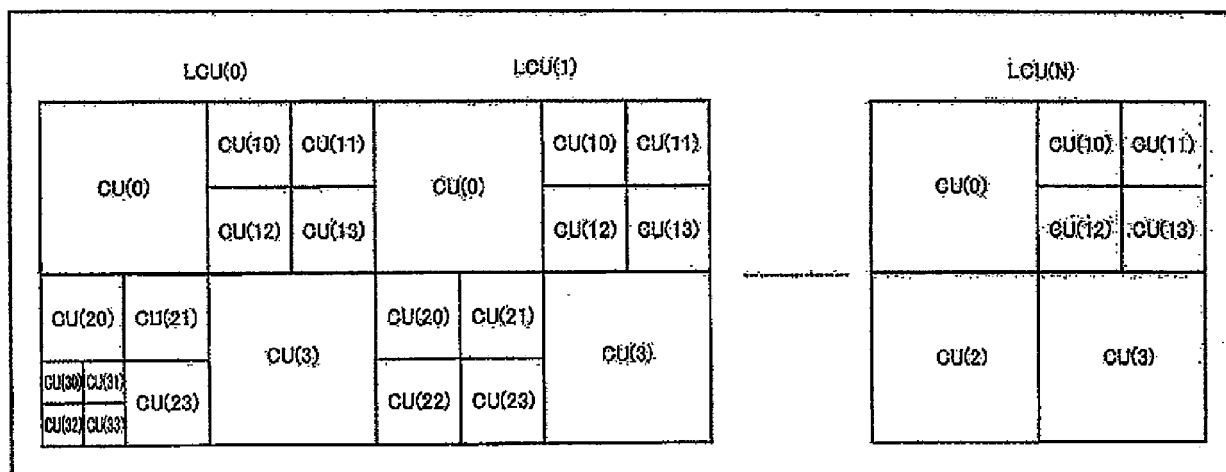 LCU(0) LCU(1) LCU(N)
CU(0) CU(10) CU(11) CU(0) CU(10) CU(11) CU(0) CU(10) CU(11)
CU(12) CU(13) CU(12) CU(13) CU(12) CU(13)
CU(20) CU(21) CU(3) CU(20) CU(21) CU(3) CU(2) CU(3)
CU(30) CU(31) CU(23) CU(22) CU(23)
CU(32) CU(33)